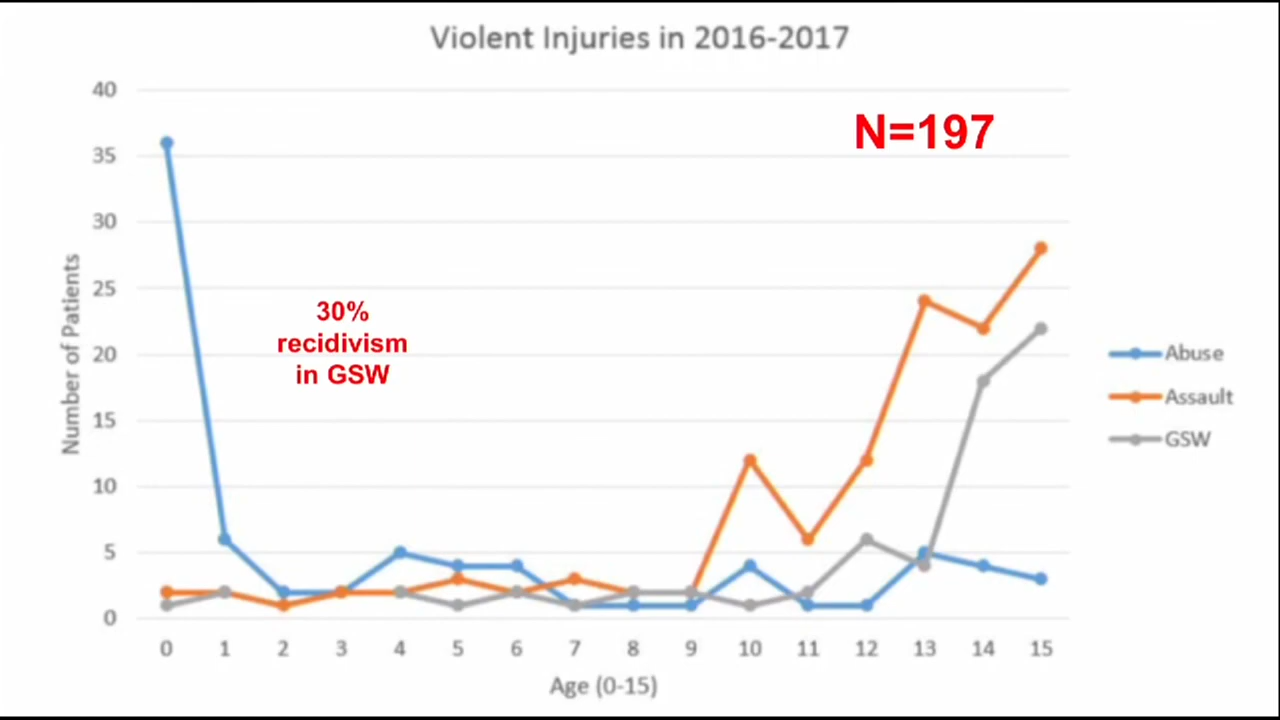 Violent Injuries in 2016-2017
N=197
40
35
30
25
20
15
10
5
0
Number of Patients
30%
recidivism
in GSW
Abuse
Assault
GSW
0 1 2 3 4 5 6 7 8 9 10 11 12 13 14 15
Age (0-15)